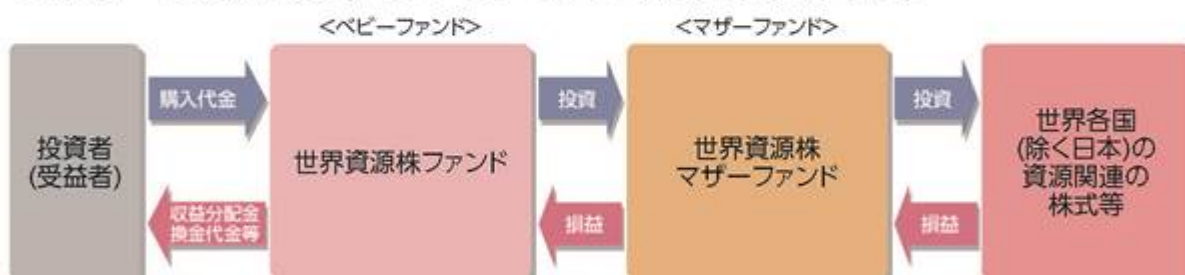 <ベビーファンド>
<マザーファンド>
投資者
(受益者)
購入代金
収益分配金
換金代金等
世界資源株ファンド
投資
損益
世界資源株
マザーファンド
投資
損益
世界各国
(除く日本)の
資源関連の
株式等